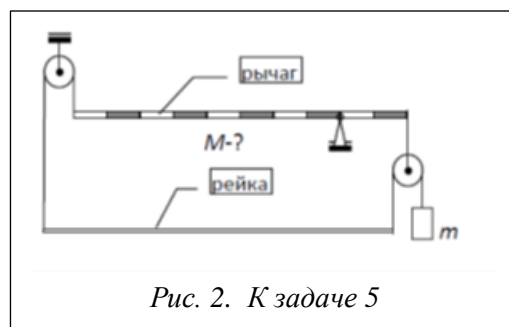 рычаг
M-?
рейка
m
Рис. 2. К задаче 5